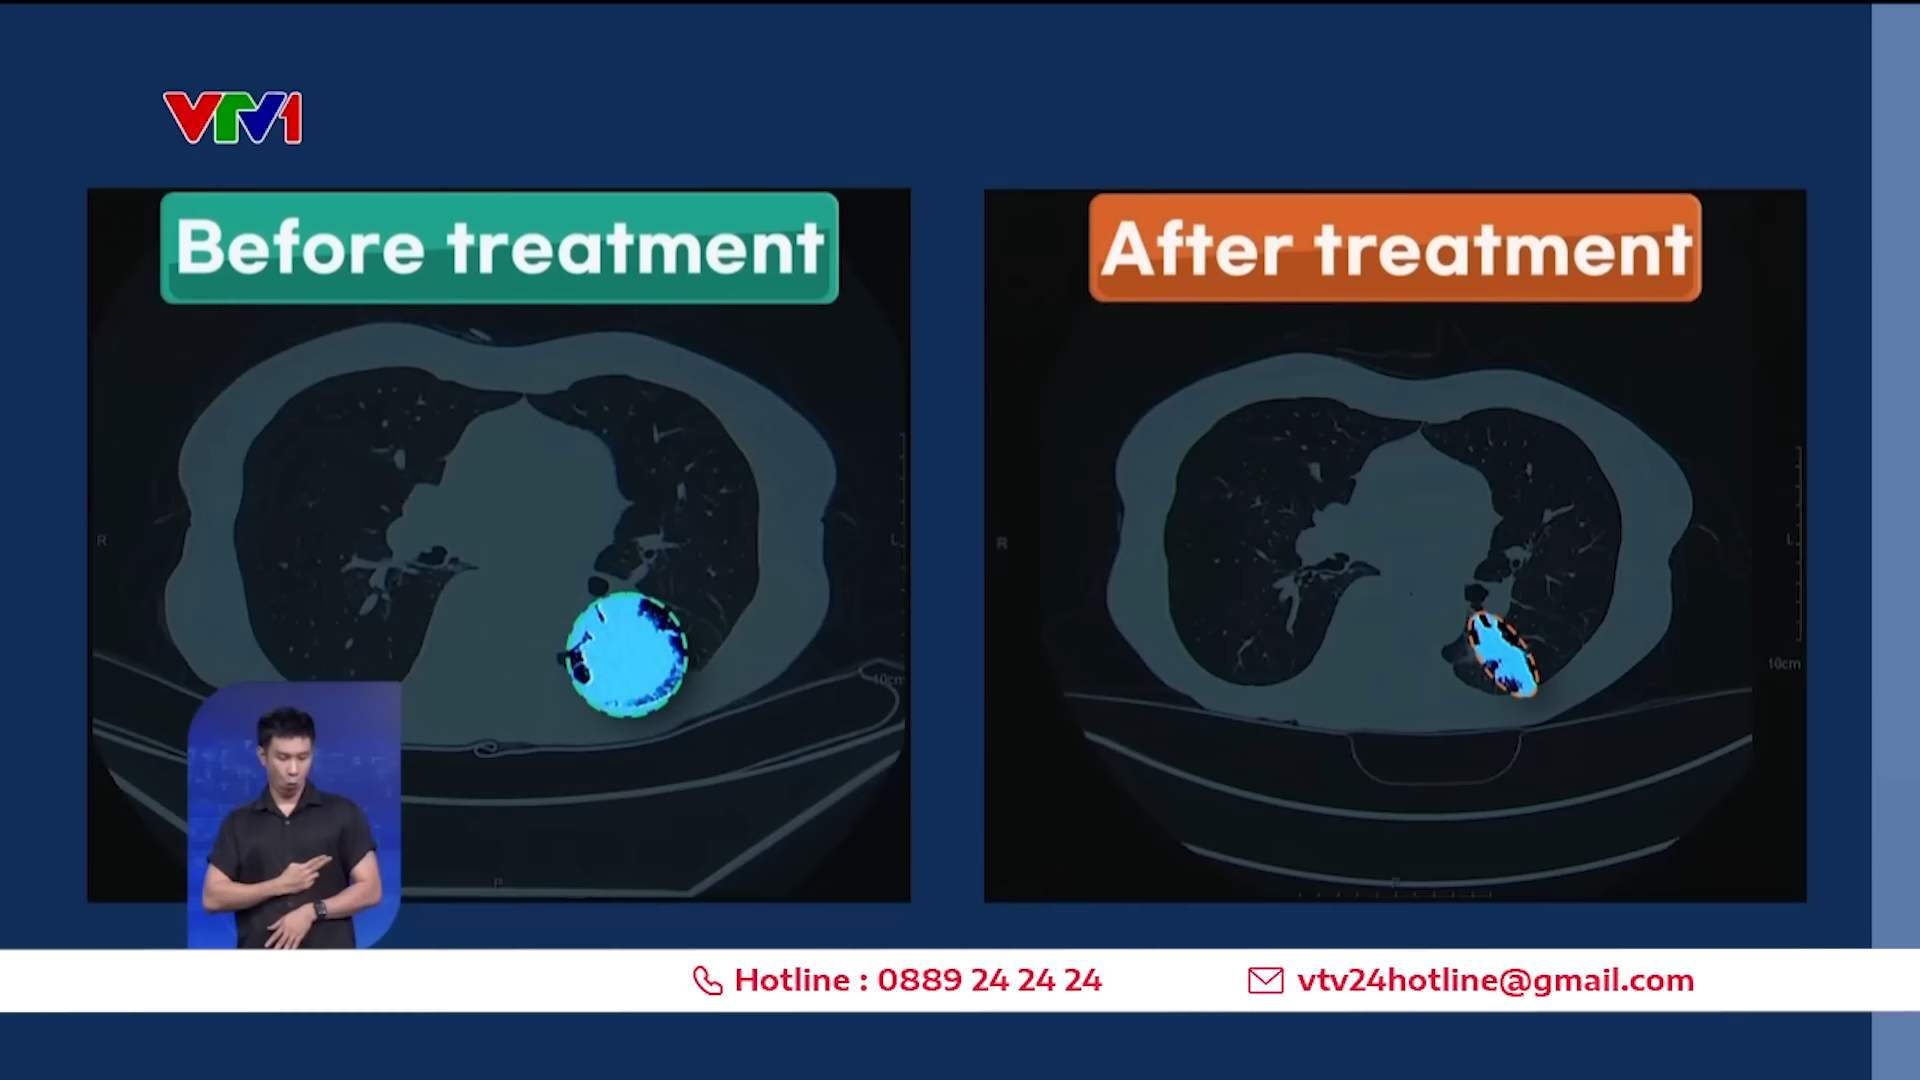 VTV1
Before treatment
After treatment
R
L
10cm
P
R
L
10cm
P
Hotline : 0889 24 24 24
vtv24hotline@gmail.com